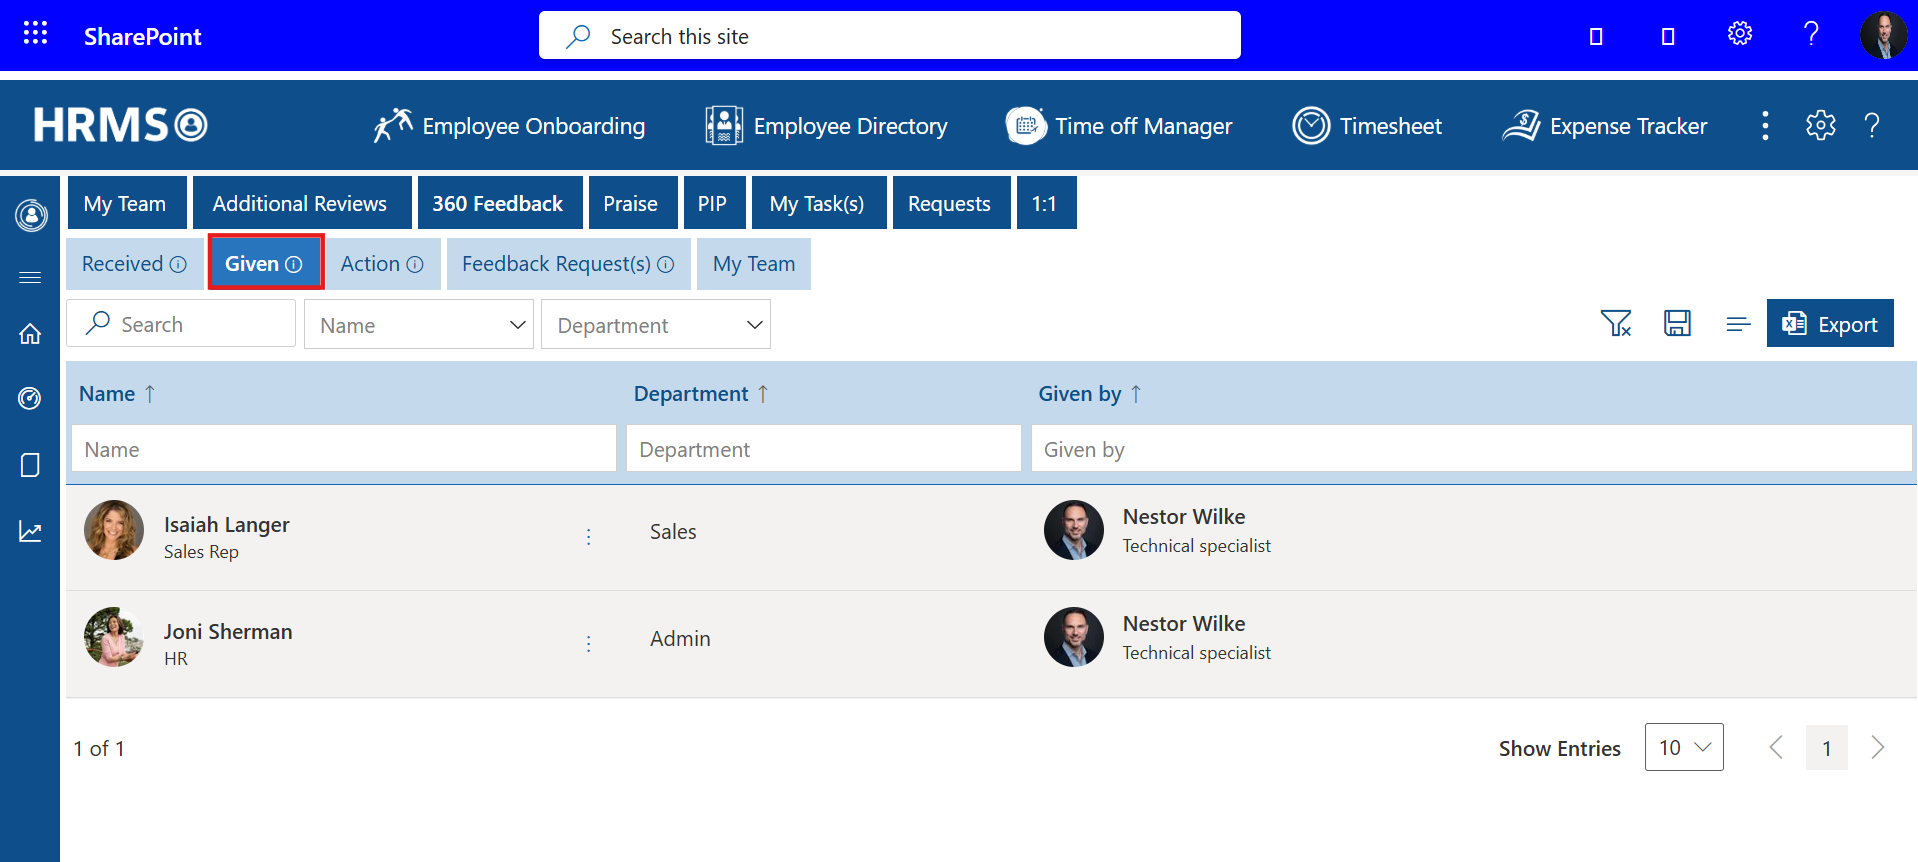 SharePoint
Search this site
HRMS
Employee Onboarding
Employee Directory
Time off Manager
Timesheet
Expense Tracker
My Team
Additional Reviews
360 Feedback
Praise
PIP
My Task(s)
Requests
1:1
Received
Given
Action
Feedback Request(s)
My Team
Search
Name
Department
Export
Name ↑
Department ↑
Given by ↑
Name
Department
Given by
Isaiah Langer
Sales Rep
Sales
Nestor Wilke
Technical specialist
Joni Sherman
HR
Admin
Nestor Wilke
Technical specialist
1 of 1
Show Entries
10
1